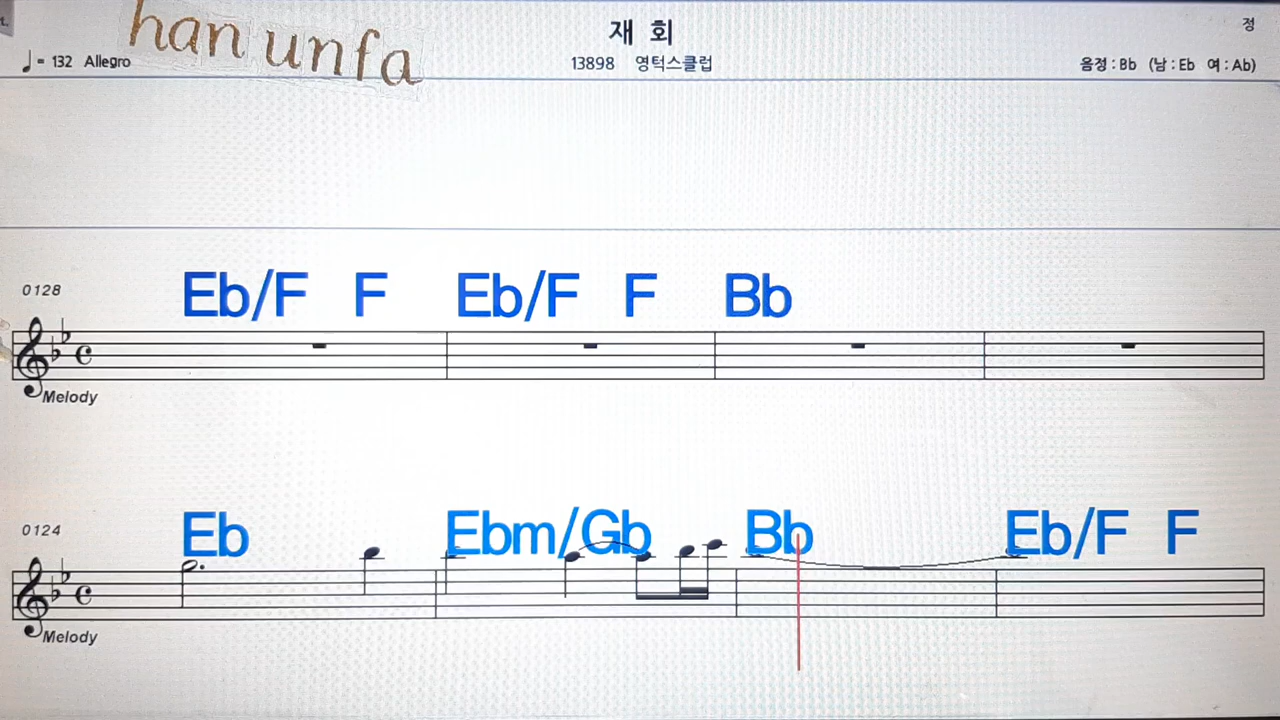 han unfa
재 회
정
♩= 132 Allegro
13898 영턱스클럽
음정 : Bb (남 : Eb 여 : Ab)
0128
Eb/F F Eb/F F Bb
Melody
0124
Eb Ebm/Gb Bb Eb/F F
Melody